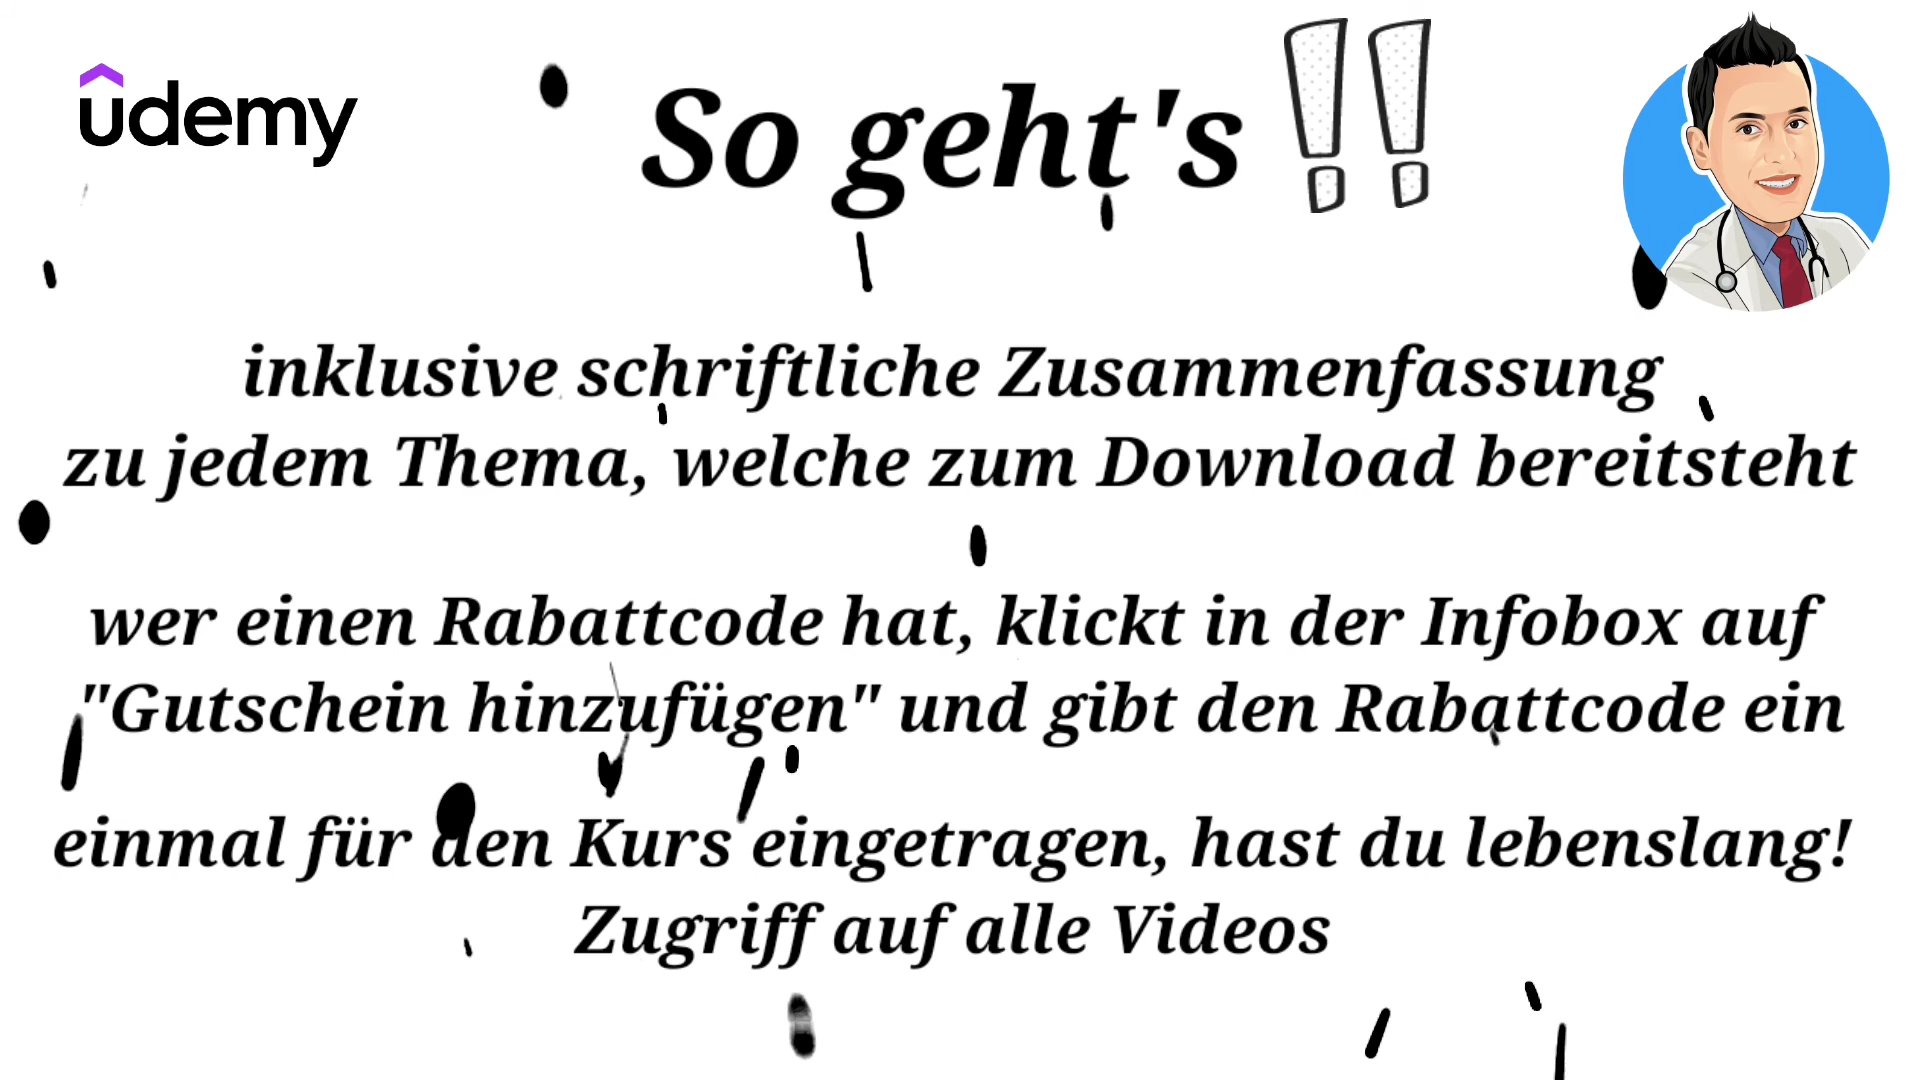 udemy
So geht's!!
inklusive schriftliche Zusammenfassung
zu jedem Thema, welche zum Download bereitsteht
wer einen Rabattcode hat, klickt in der Infobox auf
"Gutschein hinzufügen" und gibt den Rabattcode ein
einmal für den Kurs eingetragen, hast du lebenslang!
Zugriff auf alle Videos